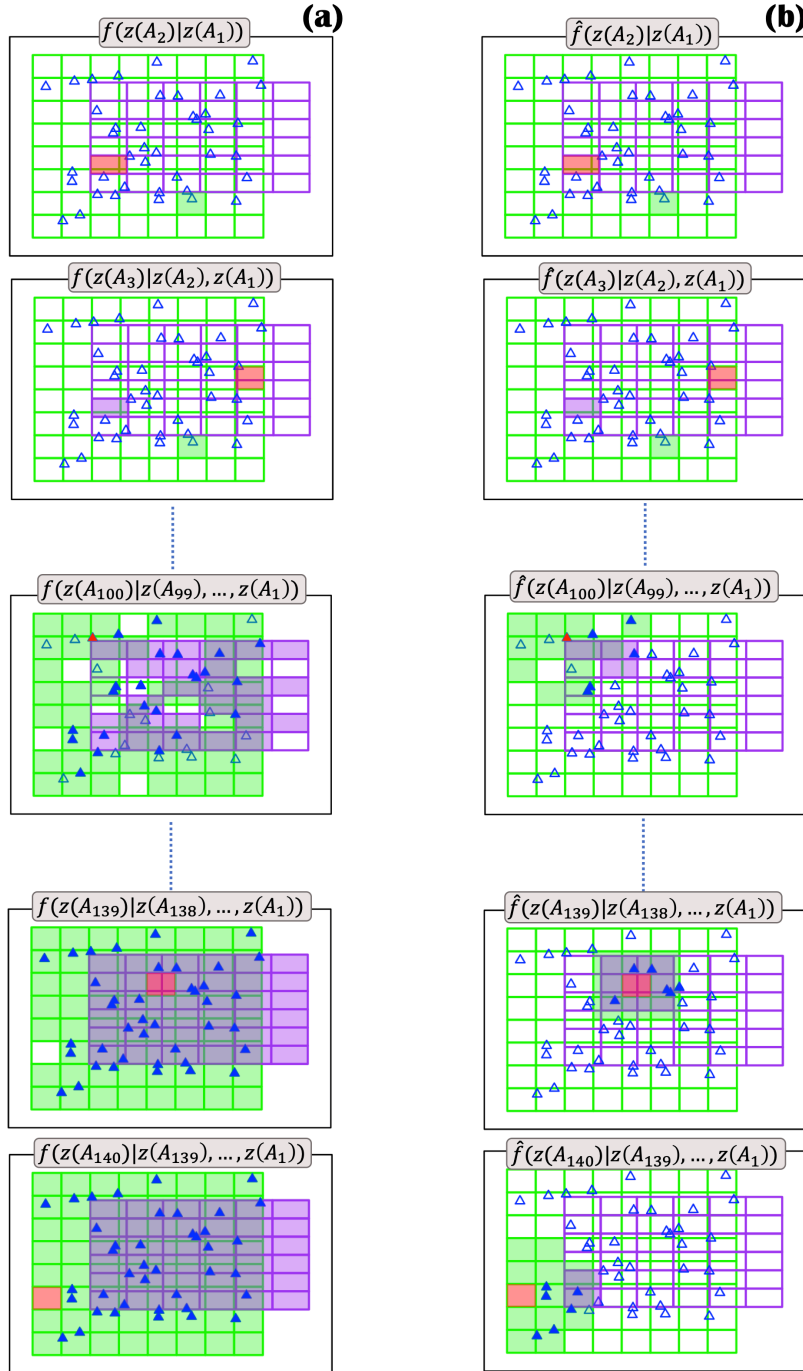 (a)
f(z(A₂)|z(A₁))
f(z(A₃)|z(A₂), z(A₁))
f(z(A₁₀₀)|z(A₉₉), …, z(A₁))
f(z(A₁₃₉)|z(A₁₃₈), …, z(A₁))
f(z(A₁₄₀)|z(A₁₃₉), …, z(A₁))
(b)
f̂(z(A₂)|z(A₁))
f̂(z(A₃)|z(A₂), z(A₁))
f̂(z(A₁₀₀)|z(A₉₉), …, z(A₁))
f̂(z(A₁₃₉)|z(A₁₃₈), …, z(A₁))
f̂(z(A₁₄₀)|z(A₁₃₉), …, z(A₁))